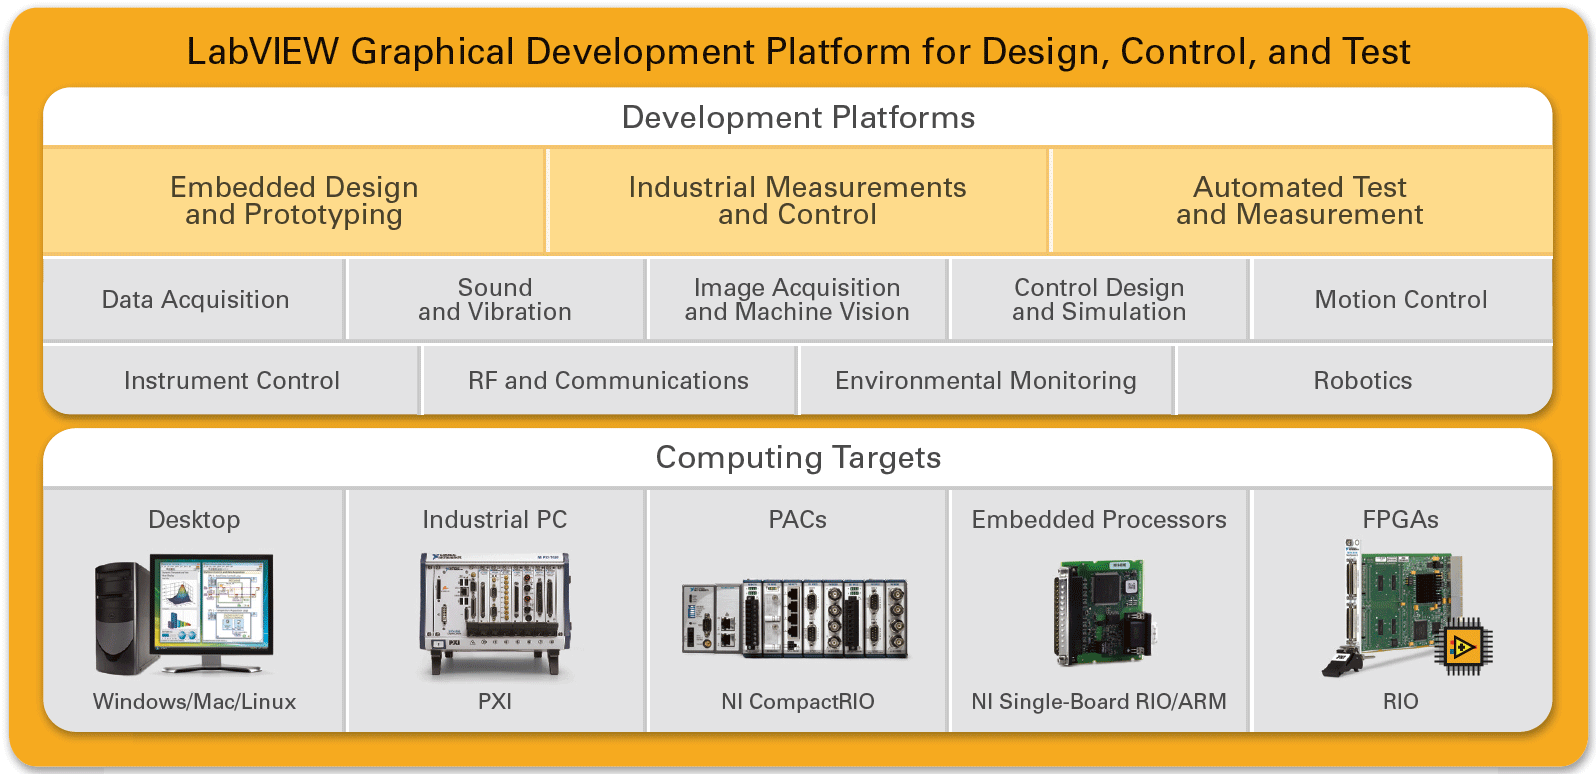 LabVIEW Graphical Development Platform for Design, Control, and Test
Development Platforms
Embedded Design
and Prototyping
Industrial Measurements
and Control
Automated Test
and Measurement
Data Acquisition
Sound
and Vibration
Image Acquisition
and Machine Vision
Control Design
and Simulation
Motion Control
Instrument Control
RF and Communications
Environmental Monitoring
Robotics
Computing Targets
Desktop
Industrial PC
PACs
Embedded Processors
FPGAs
PXI
Windows/Mac/Linux
PXI
NI CompactRIO
NI Single-Board RIO/ARM
RIO